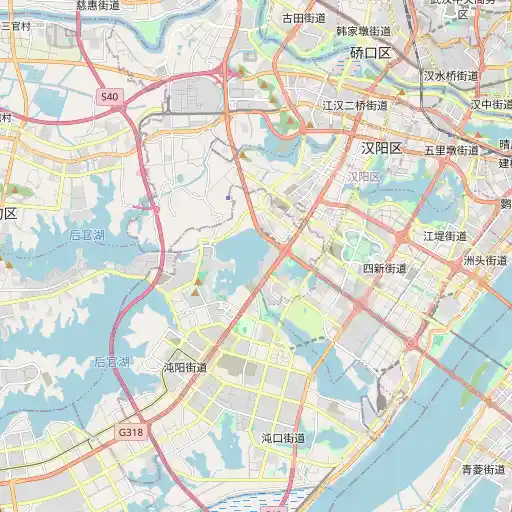 慈惠街道
古田街道
韩家墩街道
硚口区
汉水桥街道
三官村
S40
江汉二桥街道
汉中街道
汉阳区
五里墩街道
汉阳区
江堤街道
后官湖
洲头街道
四新街道
后官湖
沌阳街道
G318
沌口街道
青菱街道